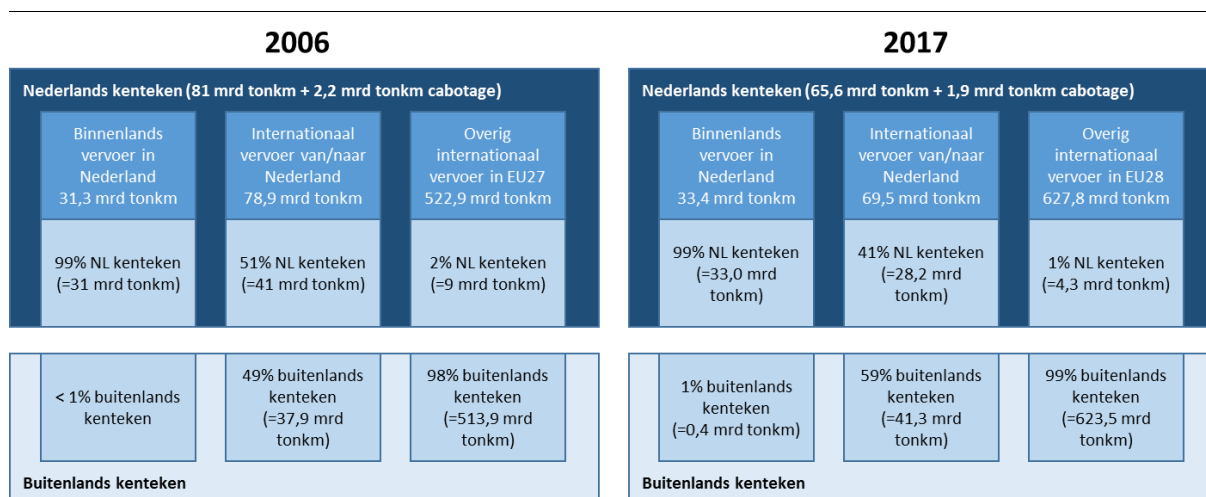 2006
Nederlands kenteken (81 mrd tonkm + 2,2 mrd tonkm cabotage)
Binnenlands
vervoer in
Nederland
31,3 mrd tonkm
Internationaal
vervoer van/naar
Nederland
78,9 mrd tonkm
Overig
internationaal
vervoer in EU27
522,9 mrd tonkm
99% NL kenteken
(=31 mrd tonkm)
51% NL kenteken
(=41 mrd tonkm)
2% NL kenteken
(=9 mrd tonkm)
< 1% buitenlands
kenteken
49% buitenlands
kenteken
(=37,9 mrd
tonkm)
98% buitenlands
kenteken
(=513,9 mrd
tonkm)
Buitenlands kenteken
2017
Nederlands kenteken (65,6 mrd tonkm + 1,9 mrd tonkm cabotage)
Binnenlands
vervoer in
Nederland
33,4 mrd tonkm
Internationaal
vervoer van/naar
Nederland
69,5 mrd tonkm
Overig
internationaal
vervoer in EU28
627,8 mrd tonkm
99% NL kenteken
(=33,0 mrd
tonkm)
41% NL kenteken
(=28,2 mrd
tonkm)
1% NL kenteken
(=4,3 mrd tonkm)
1% buitenlands
kenteken
(=0,4 mrd tonkm)
59% buitenlands
kenteken
(=41,3 mrd
tonkm)
99% buitenlands
kenteken
(=623,5 mrd
tonkm)
Buitenlands kenteken